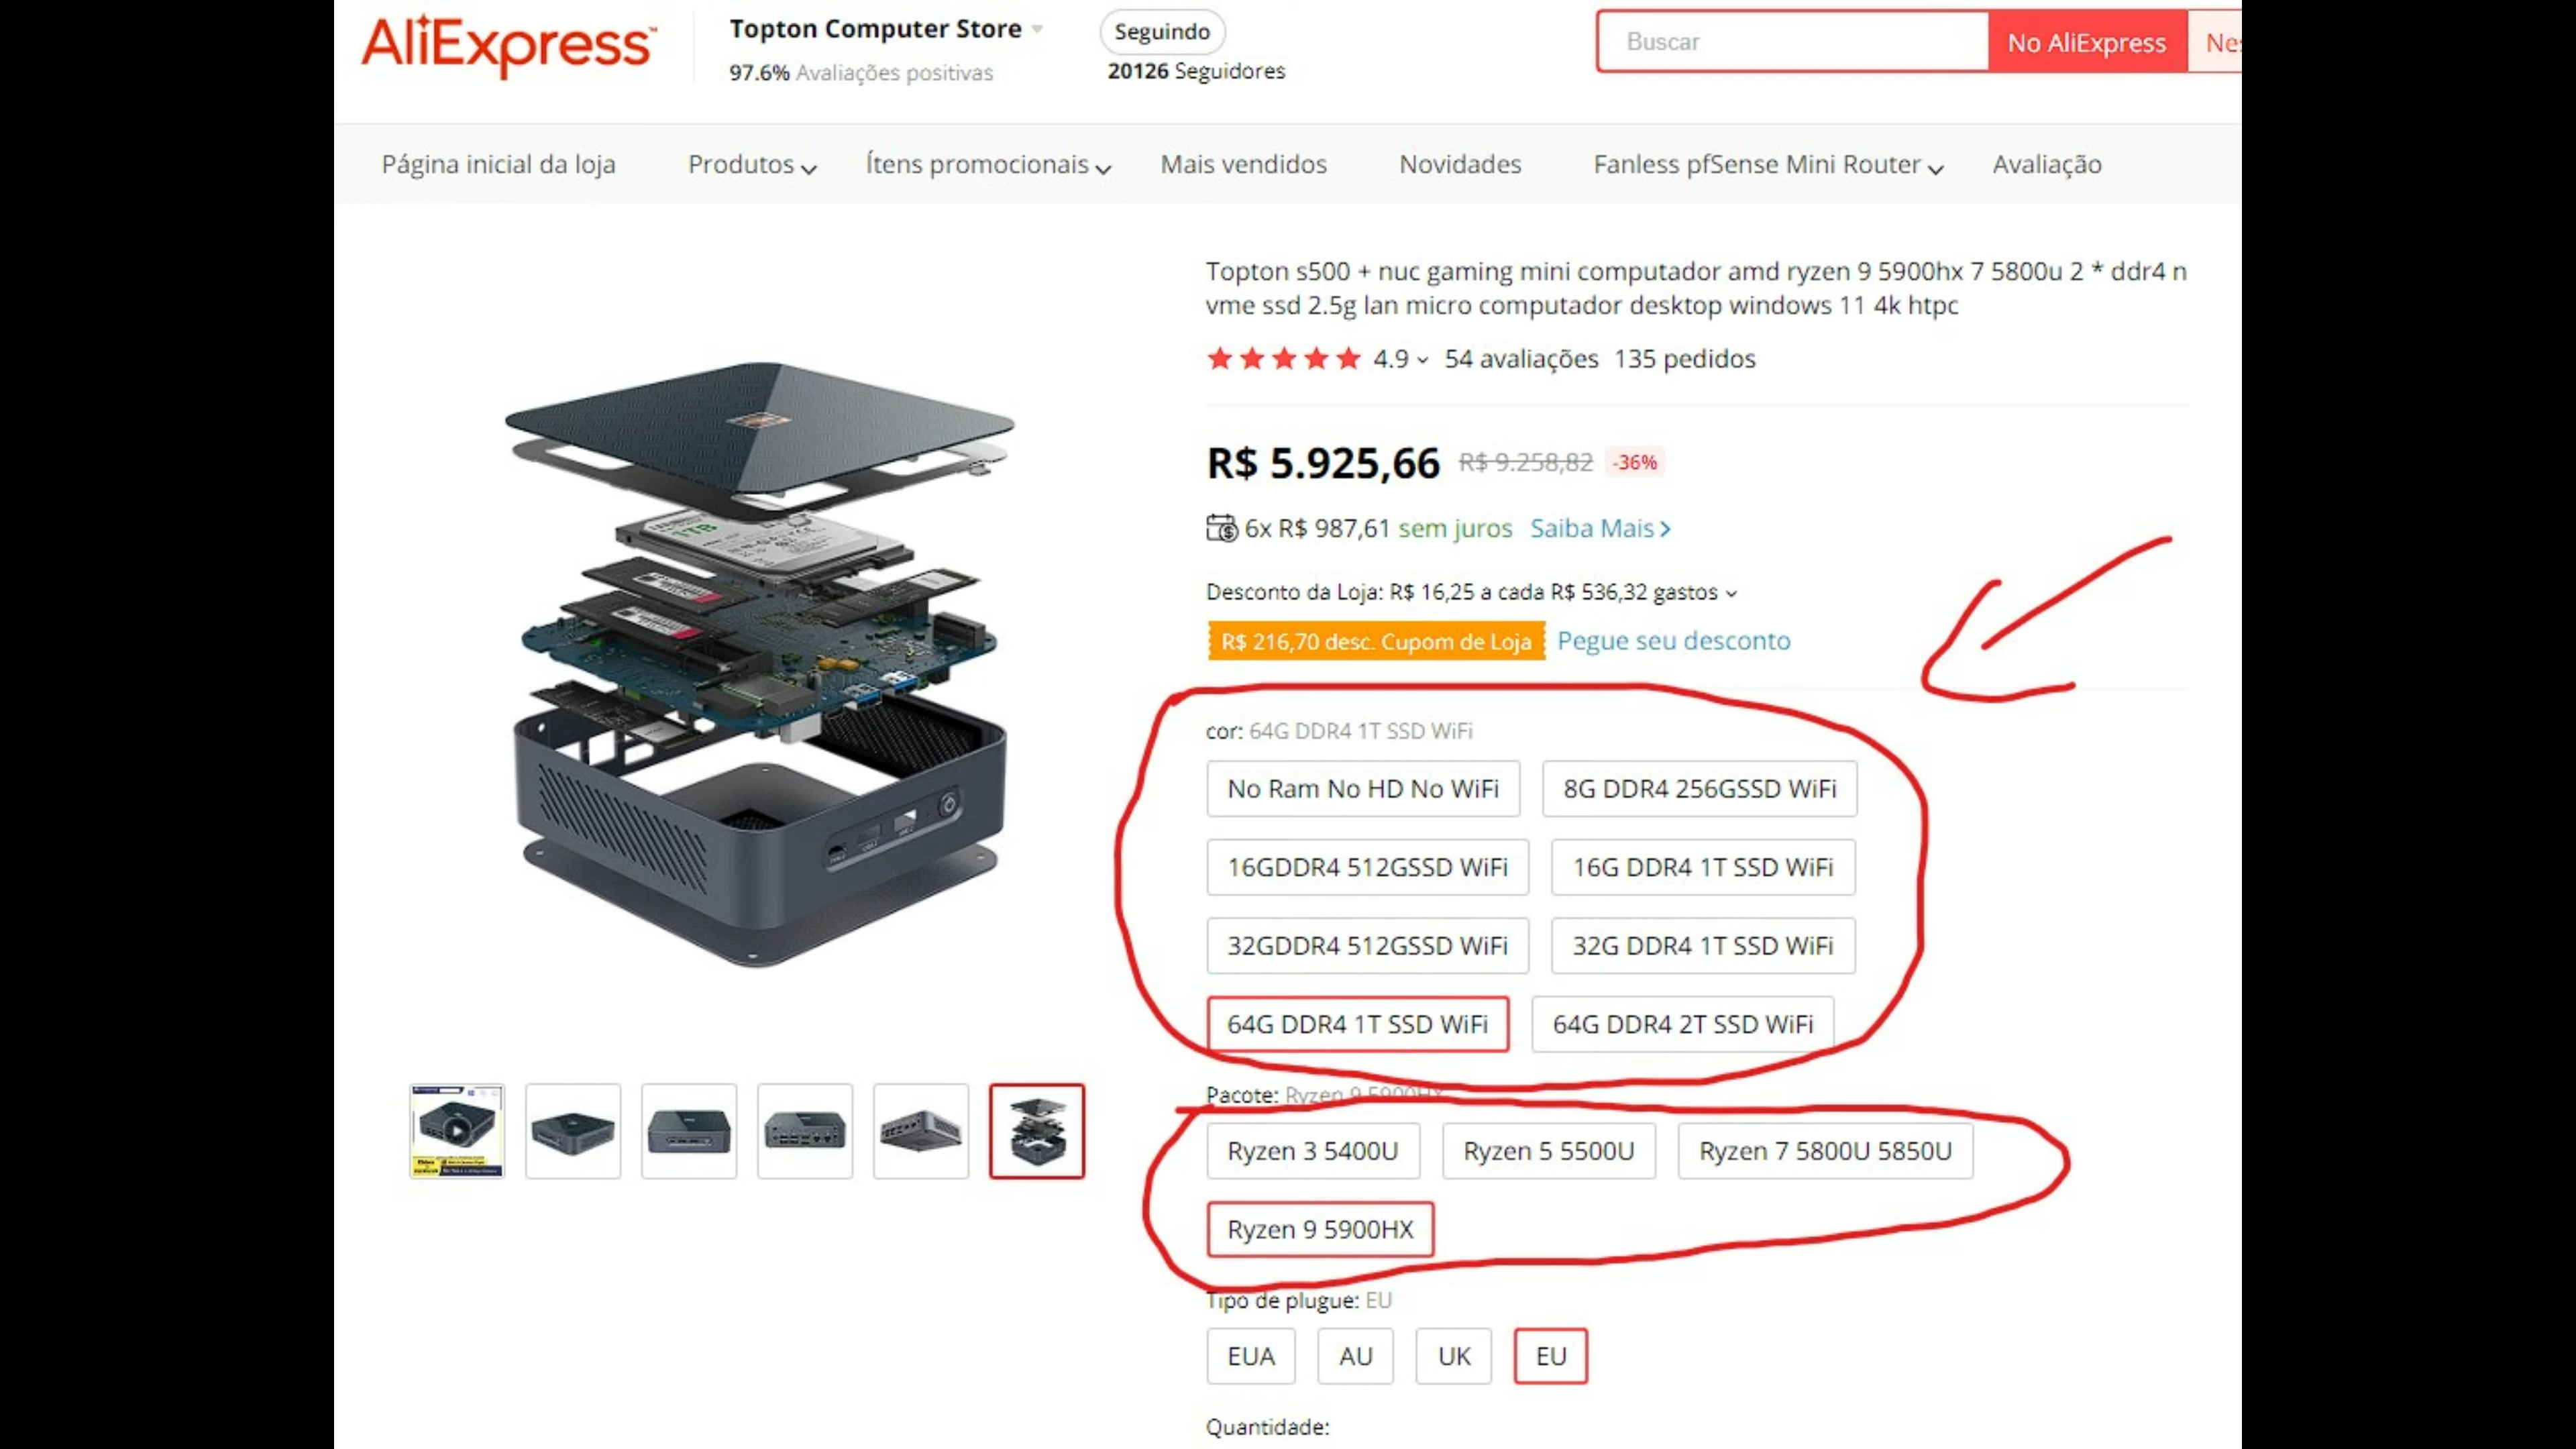 AliExpress
Topton Computer Store
97.6% Avaliações positivas
Seguindo
20126 Seguidores
Buscar
No AliExpress
Página inicial da loja
Produtos
Ítens promocionais
Mais vendidos
Novidades
Fanless pfSense Mini Router
Avaliação
Topton s500 + nuc gaming mini computador amd ryzen 9 5900hx 7 5800u 2 * ddr4 n
vme ssd 2.5g lan micro computador desktop windows 11 4k htpc
4.9 54 avaliações 135 pedidos
R$ 5.925,66 R$ 9.258,82 -36%
6x R$ 987,61 sem juros Saiba Mais
Desconto da Loja: R$ 16,25 a cada R$ 536,32 gastos
R$ 216,70 desc. Cupom de Loja Pegue seu desconto
1TB
cor: 64G DDR4 1T SSD WiFi
No Ram No HD No WiFi
8G DDR4 256GSSD WiFi
16GDDR4 512GSSD WiFi
16G DDR4 1T SSD WiFi
32GDDR4 512GSSD WiFi
32G DDR4 1T SSD WiFi
64G DDR4 1T SSD WiFi
64G DDR4 2T SSD WiFi
Pacote: Ryzen 9 5900HX
Ryzen 3 5400U
Ryzen 5 5500U
Ryzen 7 5800U 5850U
Ryzen 9 5900HX
Tipo de plugue: EU
EUA
AU
UK
EU
Quantidade: